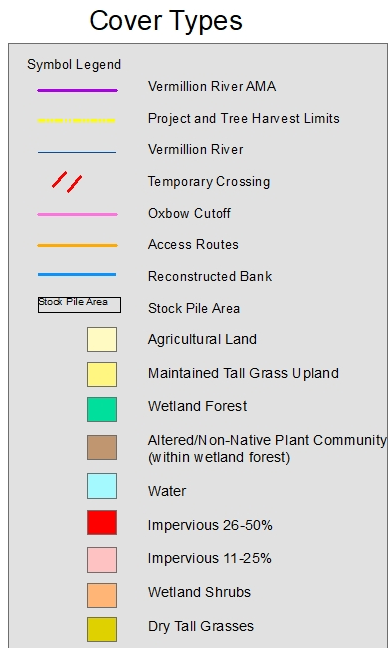 Cover Types
Symbol Legend
Vermillion River AMA
Project and Tree Harvest Limits
Vermillion River
Temporary Crossing
Oxbow Cutoff
Access Routes
Reconstructed Bank
Stock Pile Area
Stock Pile Area
Agricultural Land
Maintained Tall Grass Upland
Wetland Forest
Altered/Non-Native Plant Community
(within wetland forest)
Water
Impervious 26-50%
Impervious 11-25%
Wetland Shrubs
Dry Tall Grasses